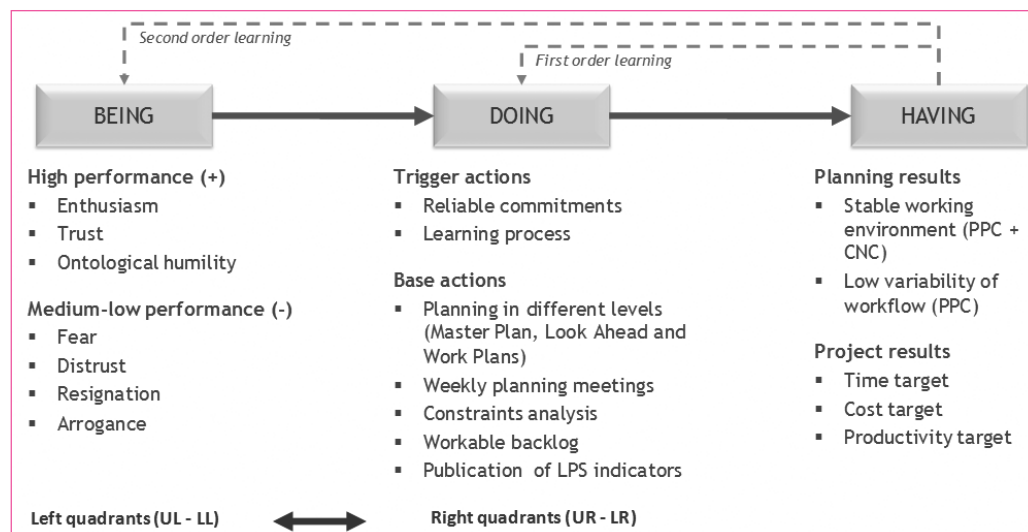 Second order learning
First order learning
BEING
DOING
HAVING
High performance (+)
▪ Enthusiasm
▪ Trust
▪ Ontological humility
Medium-low performance (-)
▪ Fear
▪ Distrust
▪ Resignation
▪ Arrogance
Trigger actions
▪ Reliable commitments
▪ Learning process
Base actions
▪ Planning in different levels
(Master Plan, Look Ahead and
Work Plans)
▪ Weekly planning meetings
▪ Constraints analysis
▪ Workable backlog
▪ Publication of LPS indicators
Planning results
▪ Stable working
environment (PPC +
CNC)
▪ Low variability of
workflow (PPC)
Project results
▪ Time target
▪ Cost target
▪ Productivity target
Left quadrants (UL - LL)
Right quadrants (UR - LR)